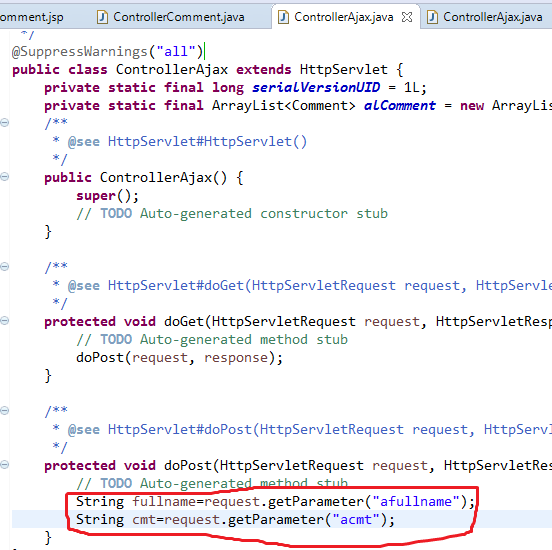 omment.jsp ControllerComment.java ControllerAjax.java ControllerAjax.java
*/
@SuppressWarnings("all")
public class ControllerAjax extends HttpServlet {
private static final long serialVersionUID = 1L;
private static final ArrayList<Comment> alComment = new ArrayList
/**
* @see HttpServlet#HttpServlet()
*/
public ControllerAjax() {
super();
// TODO Auto-generated constructor stub
}
/**
* @see HttpServlet#doGet(HttpServletRequest request, HttpServlet
*/
protected void doGet(HttpServletRequest request, HttpServletResp
// TODO Auto-generated method stub
doPost(request, response);
}
/**
* @see HttpServlet#doPost(HttpServletRequest request, HttpServl
*/
protected void doPost(HttpServletRequest request, HttpServletRes
// TODO Auto-generated method stub
String fullname=request.getParameter("afullname");
String cmt=request.getParameter("acmt");
}